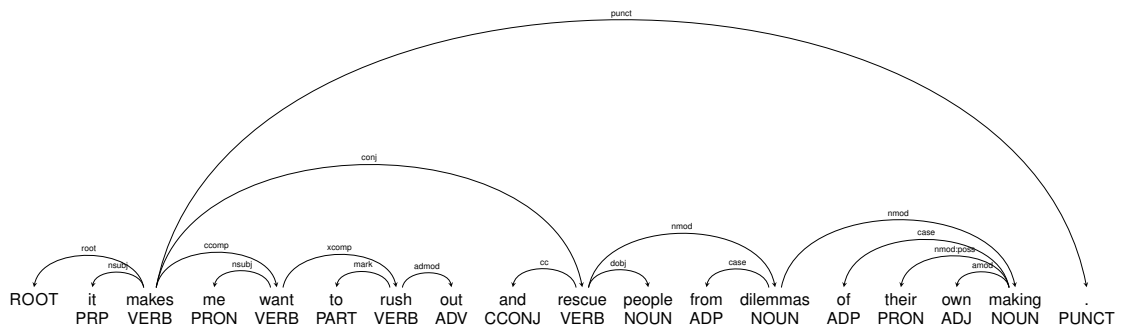 punct
conj
nmod
nmod
case
root ccomp xcomp nmod:poss
nsubj nsubj mark admod cc dobj case amod
ROOT it makes me want to rush out and rescue people from dilemmas of their own making .
PRP VERB PRON VERB PART VERB ADV CCONJ VERB NOUN ADP NOUN ADP PRON ADJ NOUN PUNCT